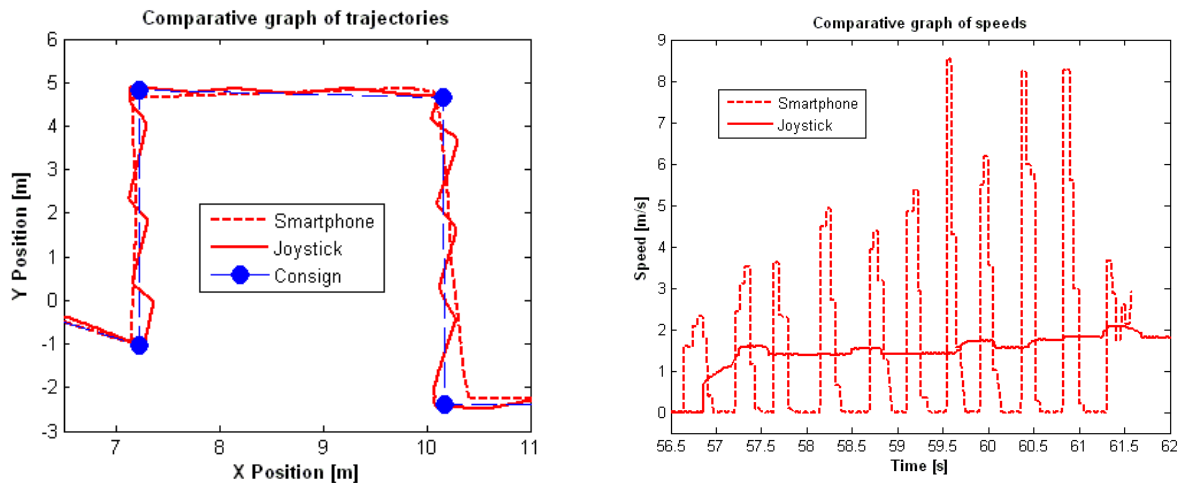 Comparative graph of trajectories
6
5
4
3
2
1
0
-1
-2
-3
Y Position [m]
Smartphone
Joystick
Consign
7 8 9 10 11
X Position [m]
Comparative graph of speeds
9
8
7
6
5
4
3
2
1
0
Speed [m/s]
Smartphone
Joystick
56.5 57 57.5 58 58.5 59 59.5 60 60.5 61 61.5 62
Time [s]